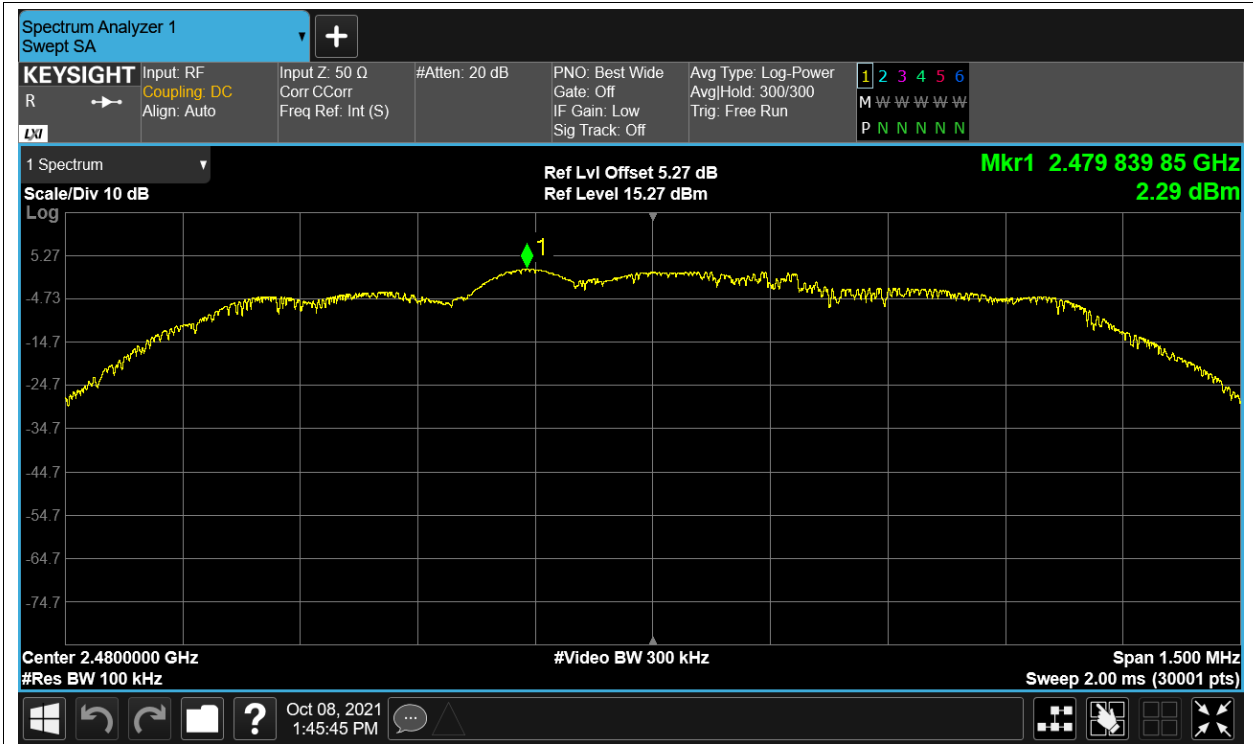 Spectrum Analyzer 1
Swept SA
KEYSIGHT
R
LXI
Input: RF
Coupling: DC
Align: Auto
Input Z: 50 Ω
Corr CCorr
Freq Ref: Int (S)
#Atten: 20 dB
PNO: Best Wide
Gate: Off
IF Gain: Low
Sig Track: Off
Avg Type: Log-Power
Avg|Hold: 300/300
Trig: Free Run
1 2 3 4 5 6
M W W W W W
P N N N N N
1 Spectrum
Scale/Div 10 dB
Log
Ref Lvl Offset 5.27 dB
Ref Level 15.27 dBm
Mkr1 2.479 839 85 GHz
2.29 dBm
1
5.27
-4.73
-14.7
-24.7
-34.7
-44.7
-54.7
-64.7
-74.7
Center 2.4800000 GHz
#Video BW 300 kHz
Span 1.500 MHz
#Res BW 100 kHz
Sweep 2.00 ms (30001 pts)
?
Oct 08, 2021
1:45:45 PM